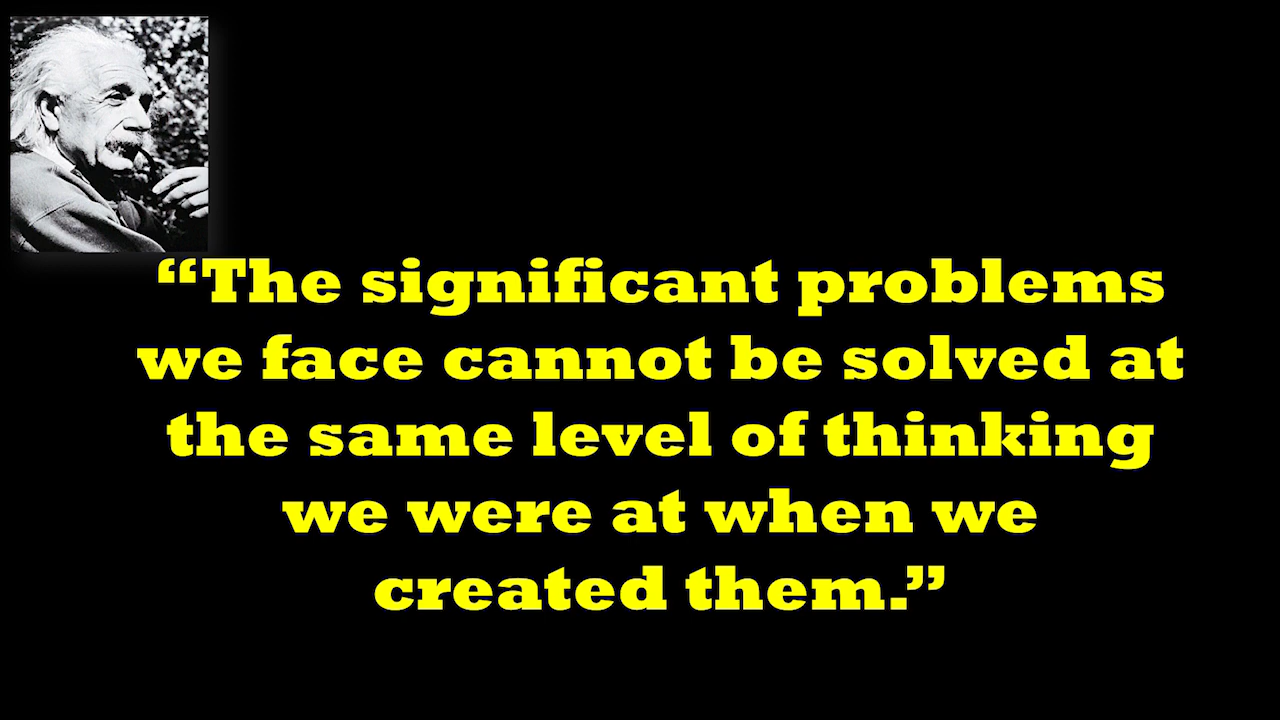 “The significant problems
we face cannot be solved at
the same level of thinking
we were at when we
created them.”